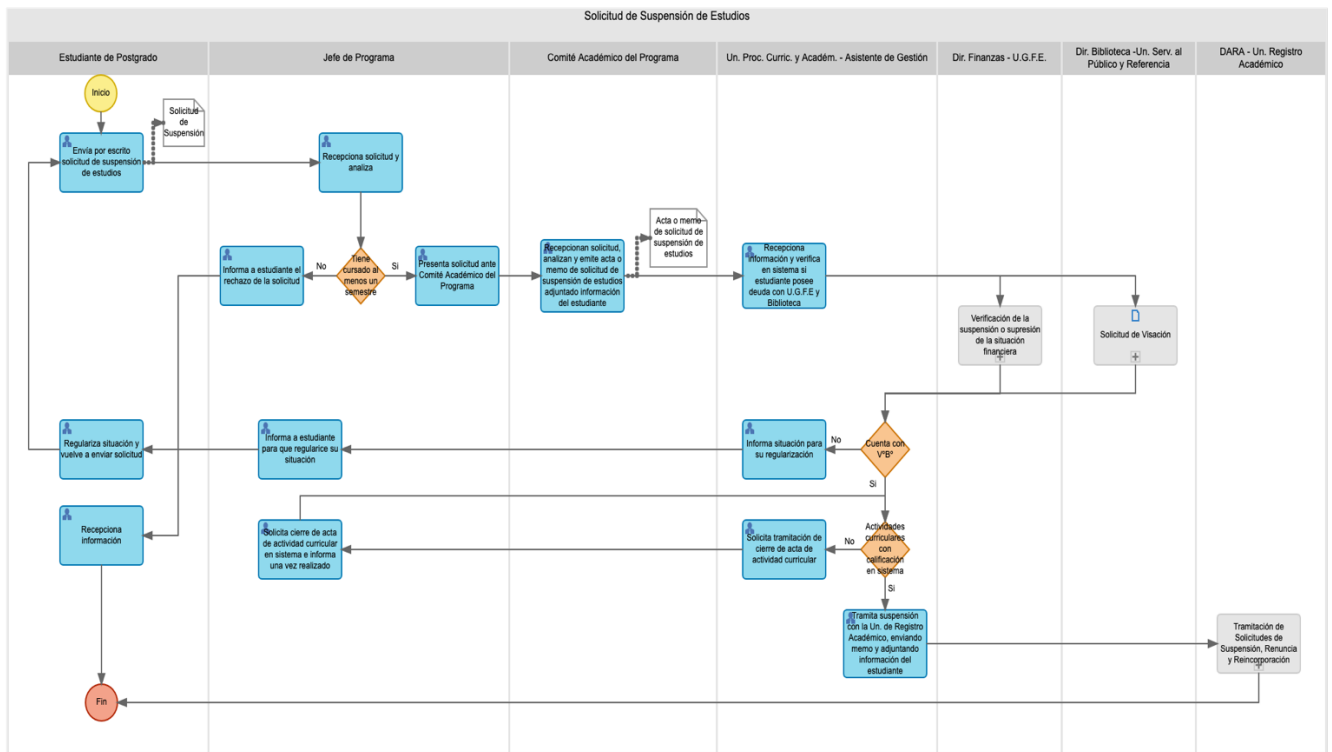 Solicitud de Suspensión de Estudios
Estudiante de Postgrado
Jefe de Programa
Comité Académico del Programa
Un. Proc. Curric. y Académ. - Asistente de Gestión
Dir. Finanzas - U.G.F.E.
Dir. Biblioteca -Un. Serv. al
Público y Referencia
DARA - Un. Registro
Académico
Inicio
Solicitud
de
Suspensión
Envía por escrito
solicitud de suspensión
de estudios
Recepciona solicitud y
analiza
Informa a estudiante el
rechazo de la solicitud
No
Tiene
cursado al
menos un
semestre
Si
Presenta solicitud ante
Comité Académico del
Programa
Recepcionan solicitud,
analizan y emite acta o
memo de solicitud de
suspensión de estudios
adjuntado información
del estudiante
Acta o memo
de solicitud de
suspensión de
estudios
Recepciona
información y verifica
en sistema si
estudiante posee
deuda con U.G.F.E y
Biblioteca
Verificación de la
suspensión o supresión
de la situación
financiera
Solicitud de Visación
Regulariza situación y
vuelve a enviar solicitud
Informa a estudiante
para que regularice su
situación
Informa situación para
su regularización
No
Cuenta con
VºBº
Si
Recepciona
información
Solicita cierre de acta
de actividad curricular
en sistema e informa
una vez realizado
Solicita tramitación de
cierre de acta de
actividad curricular
No
Actividades
curriculares
con
calificación
en sistema
Si
Tramita suspensión
con la Un. de Registro
Académico, enviando
memo y adjuntando
información del
estudiante
Tramitación de
Solicitudes de
Suspensión, Renuncia
y Reincorporación
Fin